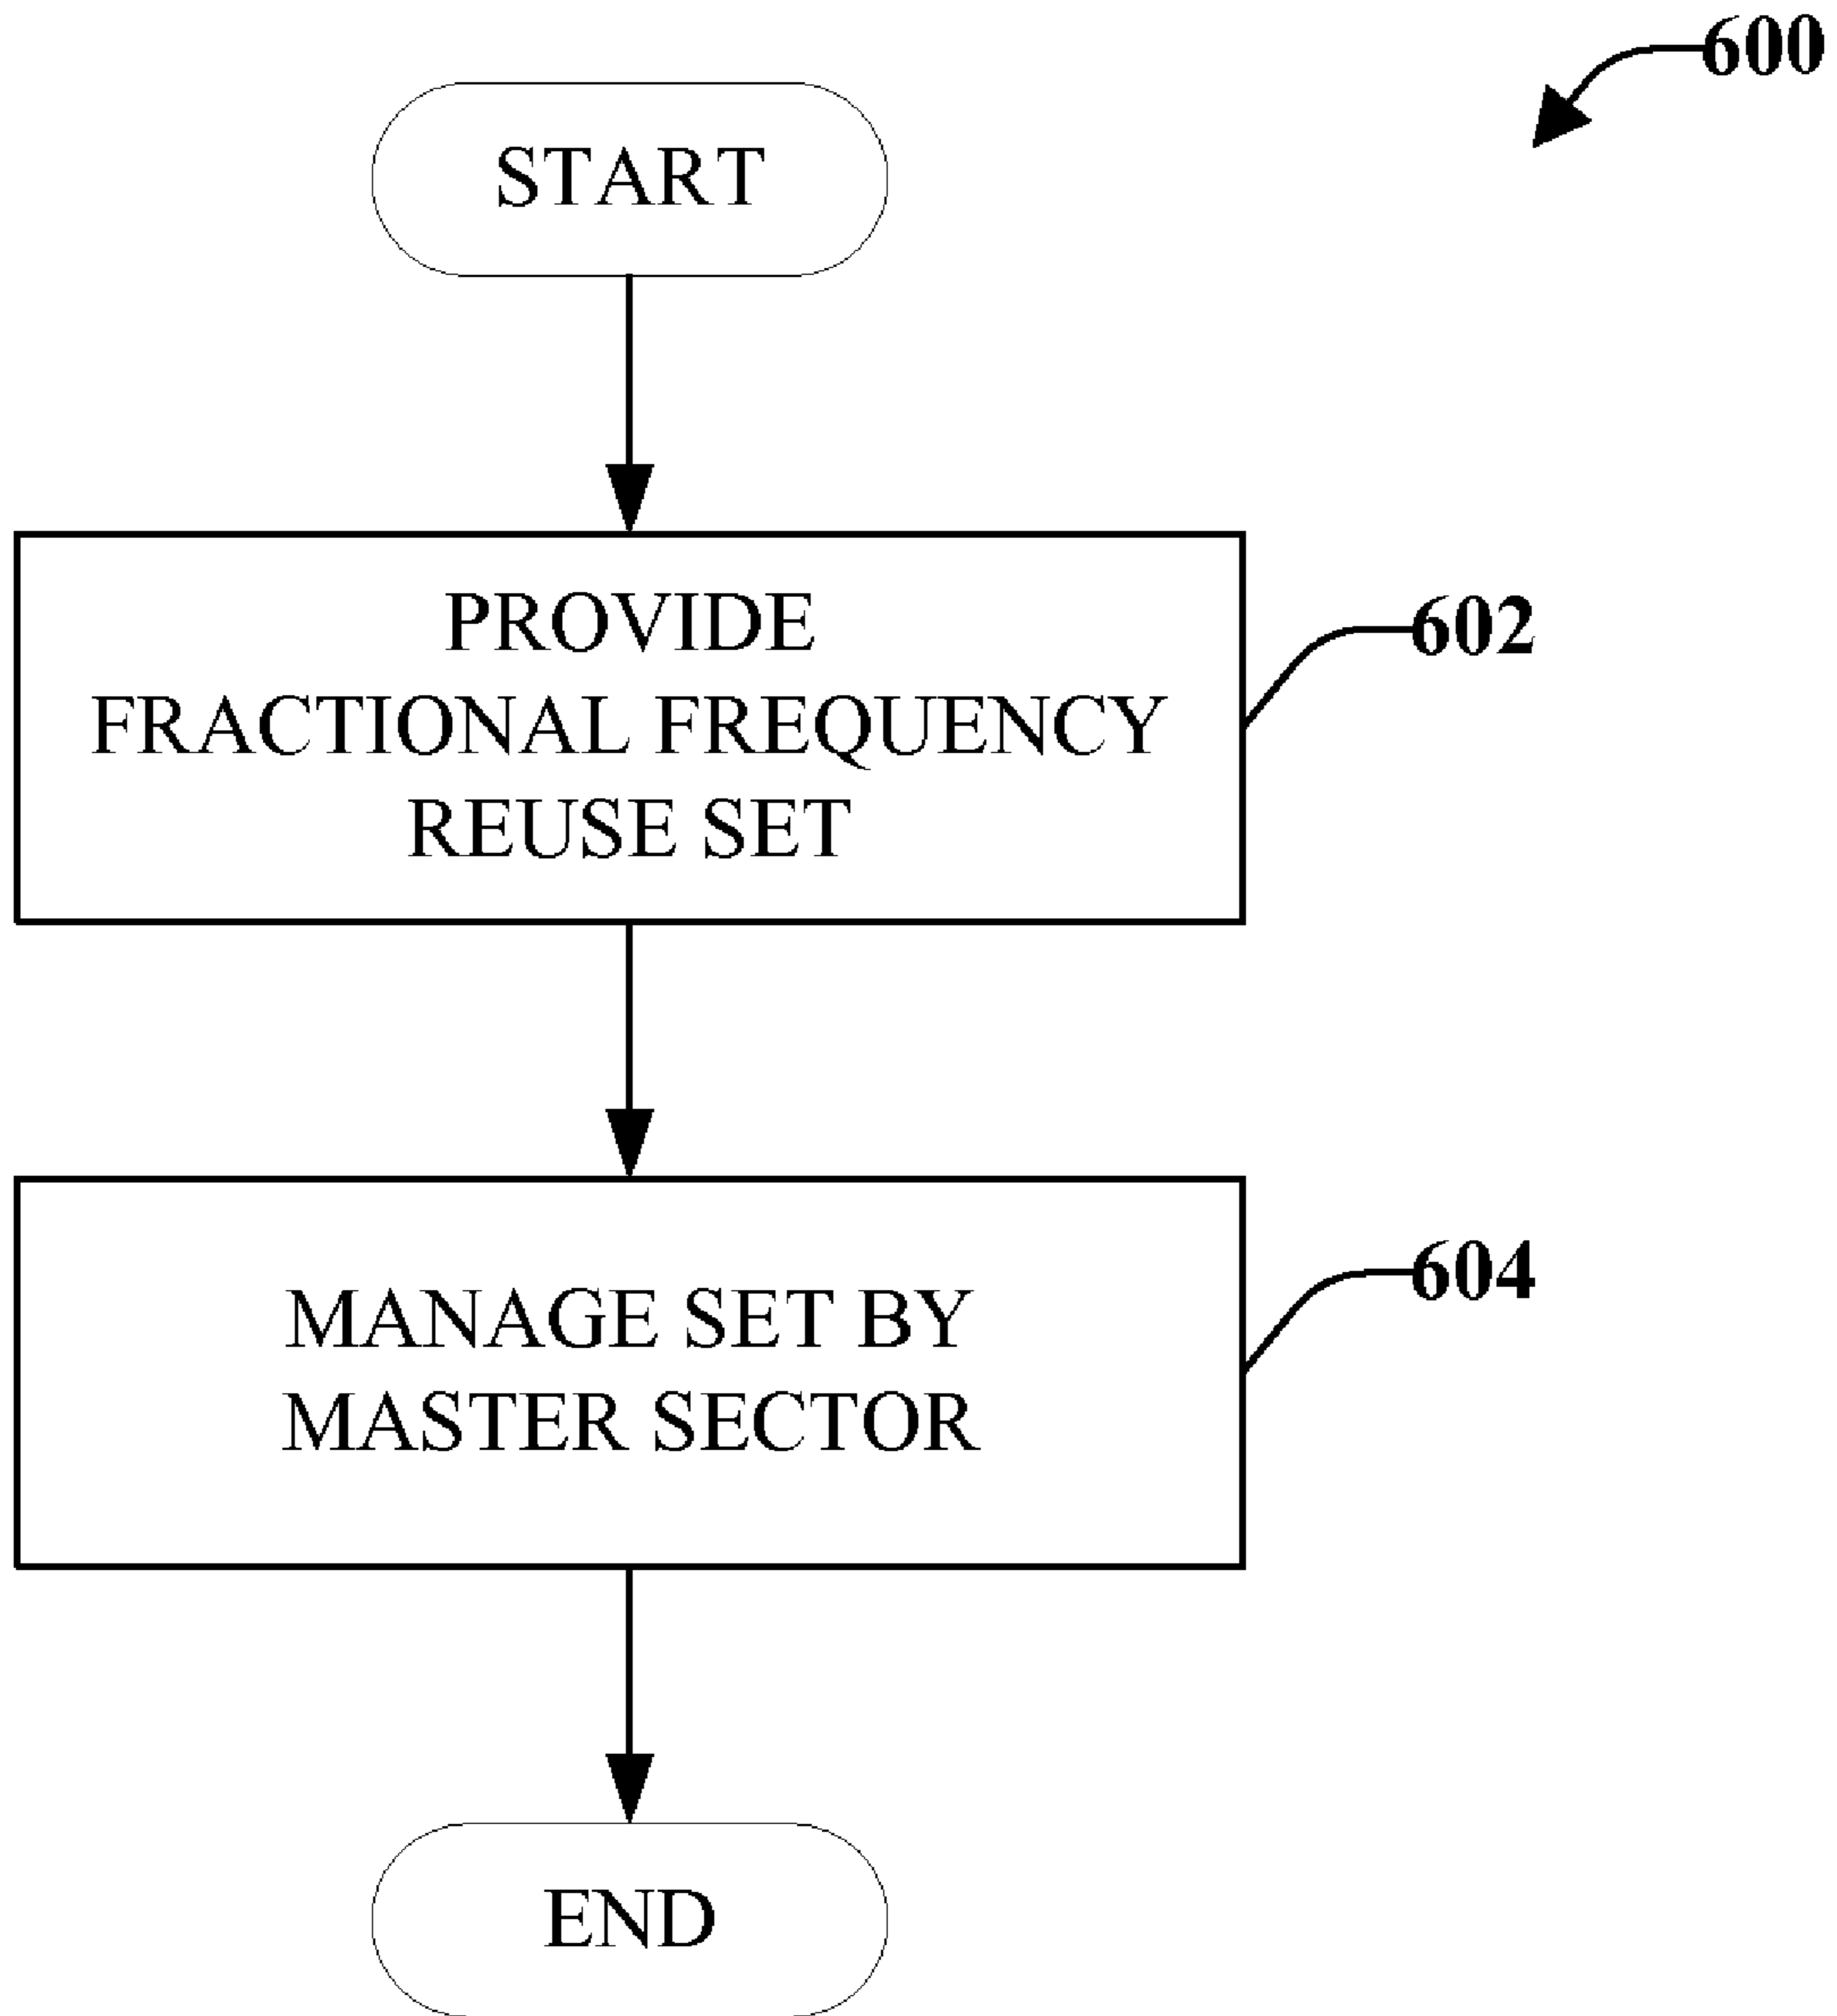 600
START
PROVIDE
FRACTIONAL FREQUENCY
REUSE SET
602
MANAGE SET BY
MASTER SECTOR
604
END